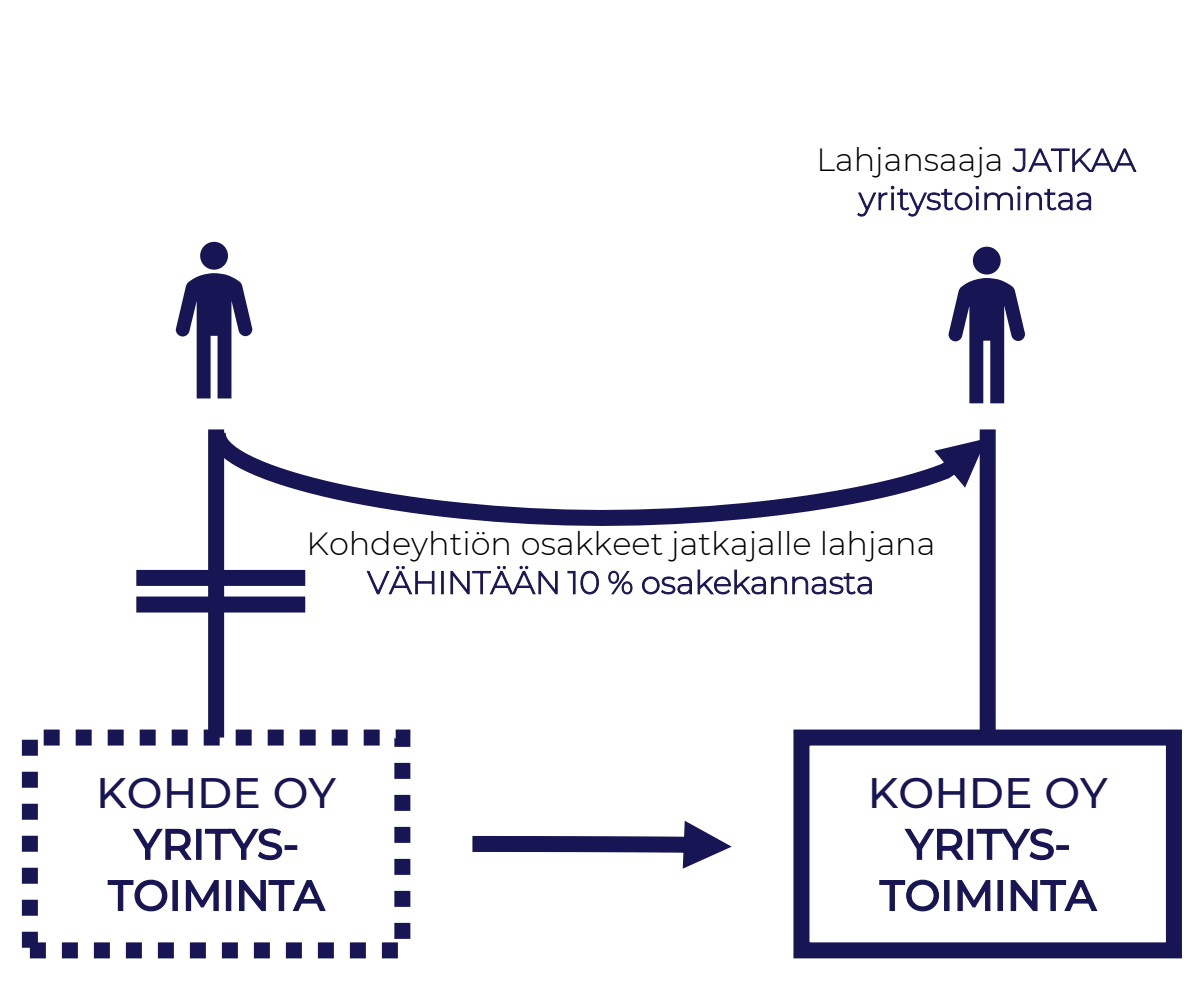 Lahjansaaja JATKAA
yritystoimintaa
Kohdeyhtiön osakkeet jatkajalle lahjana
VÄHINTÄÄN 10 % osakekannasta
KOHDE OY
YRITYS-
TOIMINTA
KOHDE OY
YRITYS-
TOIMINTA